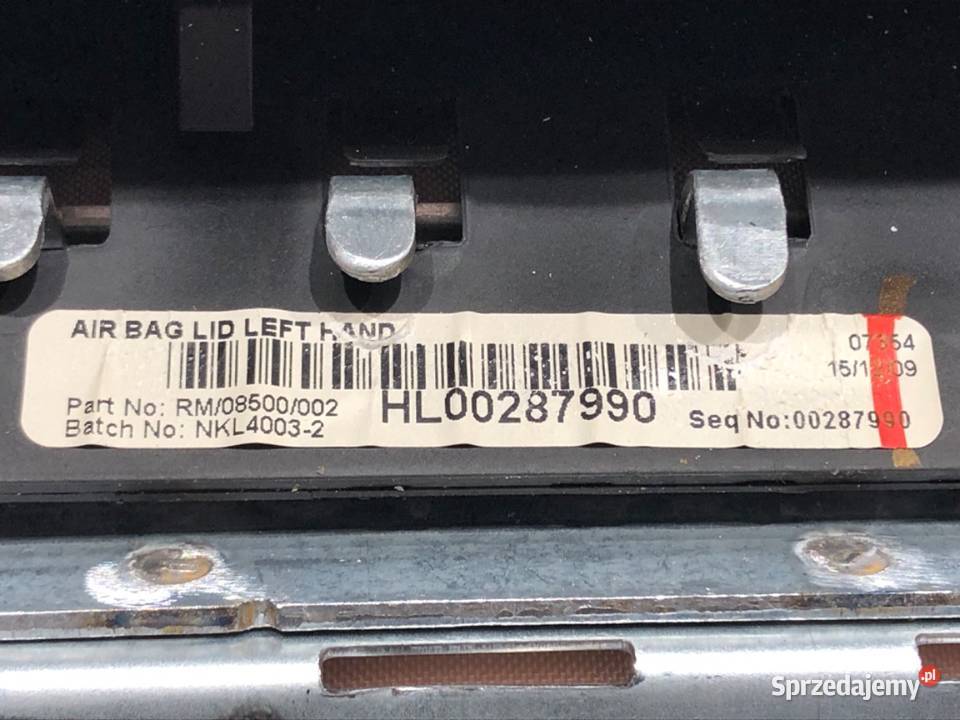 AIR BAG LID LEFT HAND
Part No: RM/08500/002
Batch No: NKL4003-2
HL00287990
15/12/09
Seq No:00287990
Sprzedajemy.pl